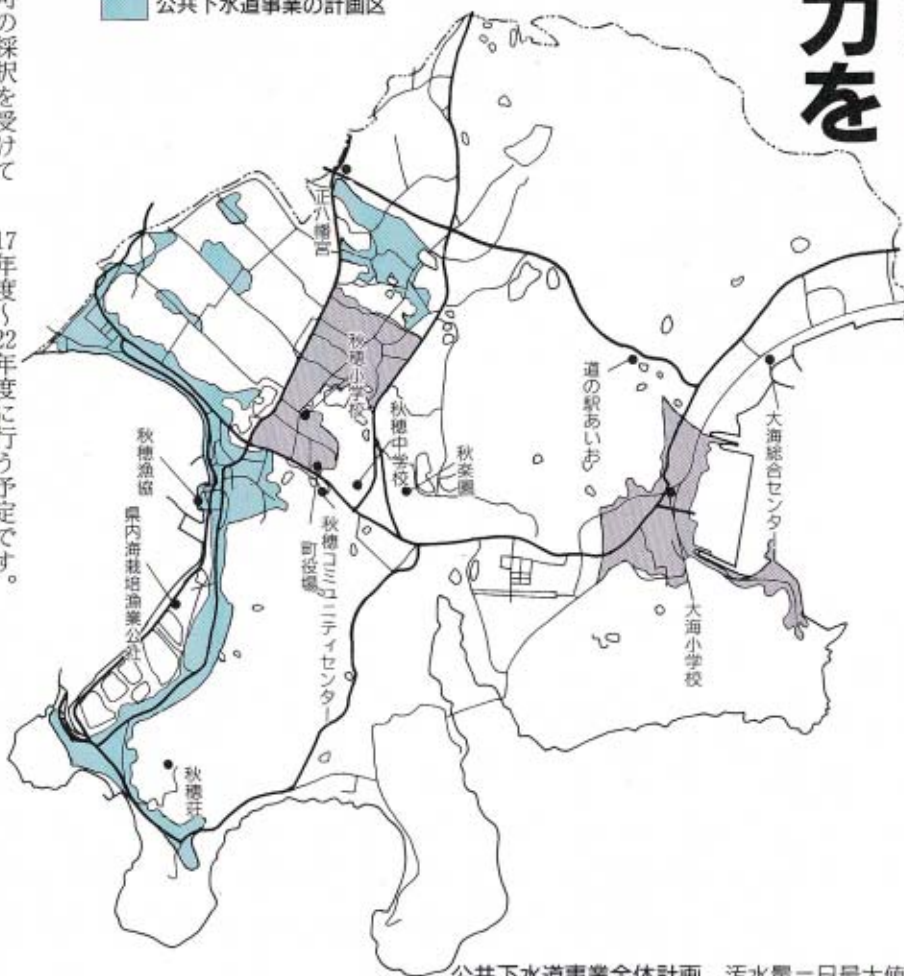 力を
公共下水道事業の計画区
の採択を受けて
17年度～22年度に行う予定です。
正八幡宮
秋穂小学校
秋穂中学校
秋楽園
道の駅あいお
大海総合センター
秋穂漁協
県内海栽培漁業公社
町役場
秋穂コミュニティセンター
大海小学校
秋穂荘
公共下水道事業全体計画